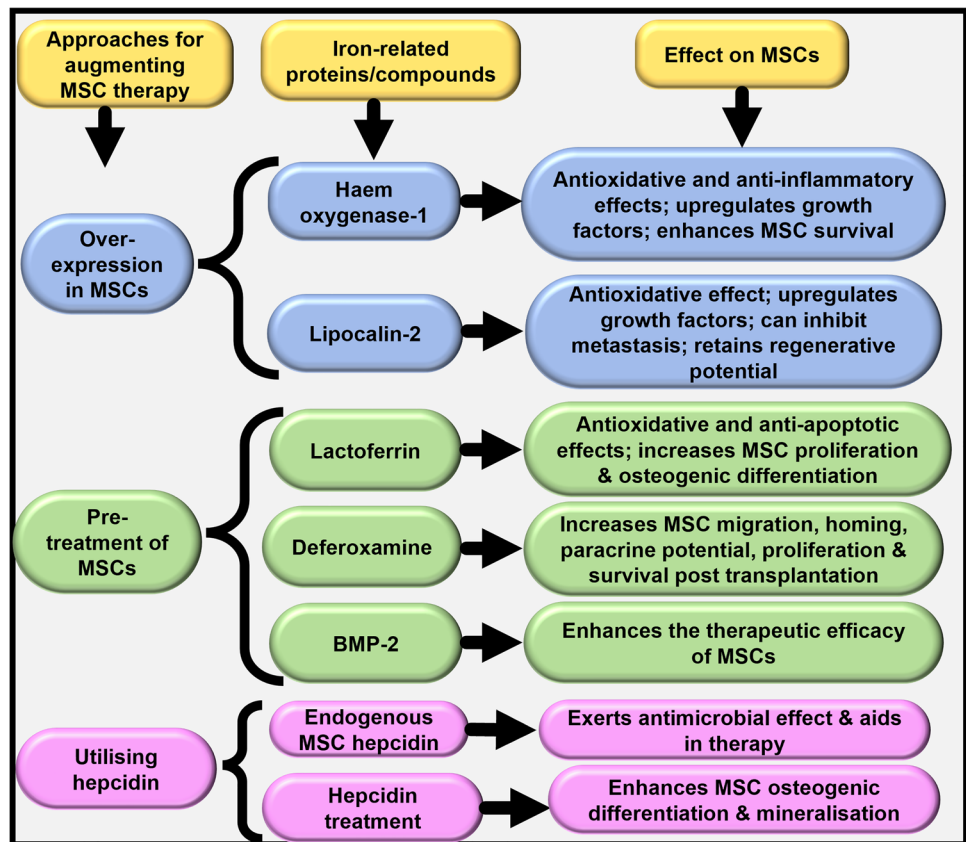 Approaches for
augmenting
MSC therapy
Iron-related
proteins/compounds
Effect on MSCs
Over-
expression
in MSCs
Haem
oxygenase-1
Antioxidative and anti-inflammatory
effects; upregulates growth
factors; enhances MSC survival
Lipocalin-2
Antioxidative effect; upregulates
growth factors; can inhibit
metastasis; retains regenerative
potential
Pre-
treatment of
MSCs
Lactoferrin
Antioxidative and anti-apoptotic
effects; increases MSC proliferation
& osteogenic differentiation
Deferoxamine
Increases MSC migration, homing,
paracrine potential, proliferation &
survival post transplantation
BMP-2
Enhances the therapeutic efficacy
of MSCs
Utilising
hepcidin
Endogenous
MSC hepcidin
Exerts antimicrobial effect & aids
in therapy
Hepcidin
treatment
Enhances MSC osteogenic
differentiation & mineralisation